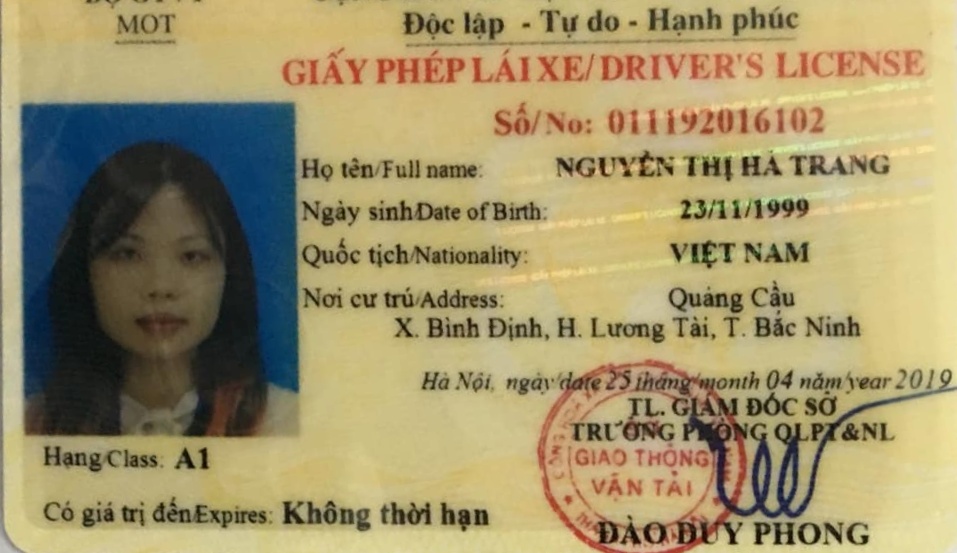 MOT
Độc lập - Tự do - Hạnh phúc
GIẤY PHÉP LÁI XE/DRIVER'S LICENSE
Số/No: 011192016102
Họ tên/Full name: NGUYỄN THỊ HÀ TRANG
Ngày sinh/Date of Birth: 23/11/1999
Quốc tịch/Nationality: VIỆT NAM
Nơi cư trú/Address: Quảng Cầu
X. Bình Định, H. Lương Tài, T. Bắc Ninh
Hà Nội, ngày/date 25 tháng/month 04 năm/year 2019
TL. GIÁM ĐỐC SỞ
TRƯỞNG PHÒNG QLPT&NL
GIAO THÔNG
VẬN TẢI
Hạng/Class: A1
Có giá trị đến/Expires: Không thời hạn
ĐÀO DUY PHONG